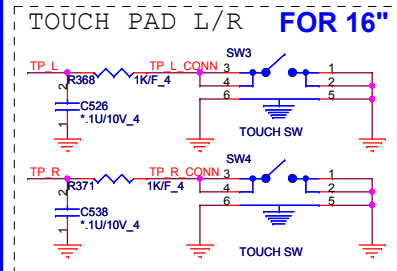 TOUCH PAD L/R FOR 16"
SW3
TP_L TP_L_CONN 3 1
R368 1K/F_4 4 2
2 6 5
C526
*.1U/10V_4
1 TOUCH SW
SW4
TP_R TP_R_CONN 3 1
R371 1K/F_4 4 2
2 6 5
C538
*.1U/10V_4
1 TOUCH SW